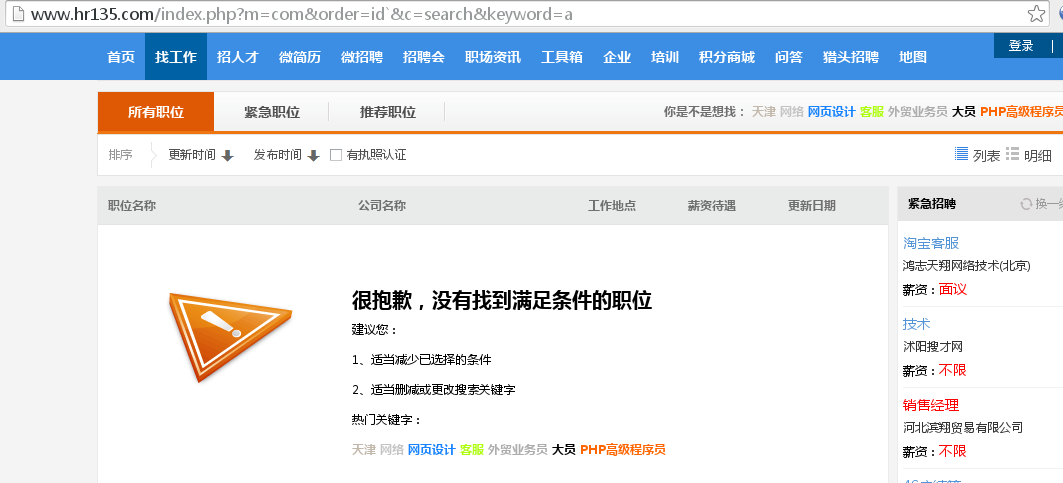 www.hr135.com/index.php?m=com&order=id`&c=search&keyword=a
登录 |
首页 找工作 招人才 微简历 微招聘 招聘会 职场资讯 工具箱 企业 培训 积分商城 问答 猎头招聘 地图
所有职位 紧急职位 推荐职位 你是不是想找： 天津 网络 网页设计 客服 外贸业务员 大员 PHP高级程序员
排序 更新时间 发布时间 有执照认证 列表 明细
职位名称 公司名称 工作地点 薪资待遇 更新日期
很抱歉，没有找到满足条件的职位
建议您：
1、适当减少已选择的条件
2、适当删减或更改搜索关键字
热门关键字：
天津 网络 网页设计 客服 外贸业务员 大员 PHP高级程序员
紧急招聘 换一
淘宝客服
鸿志天翔网络技术(北京)
薪资：面议
技术
沭阳搜才网
薪资：不限
销售经理
河北滨翔贸易有限公司
薪资：不限